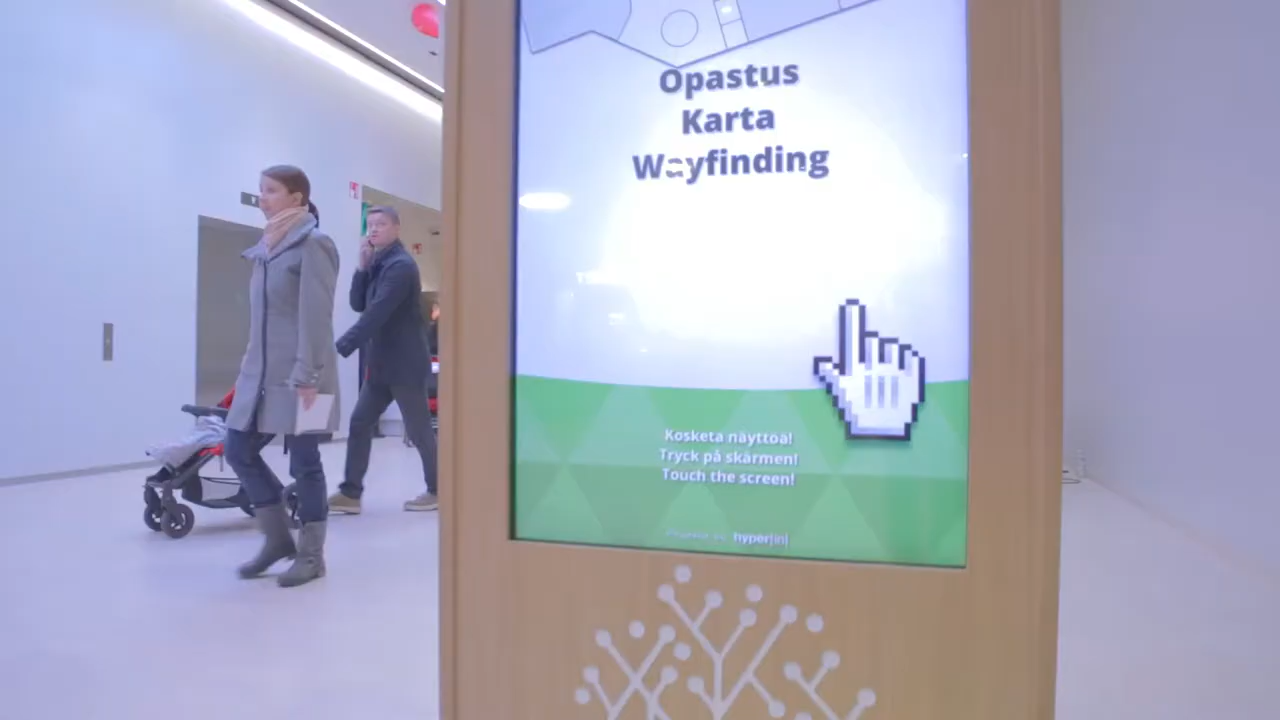 Opastus
Karta
Wayfinding
Kosketa näyttöä!
Tryck på skärmen!
Touch the screen!
hyper[in]